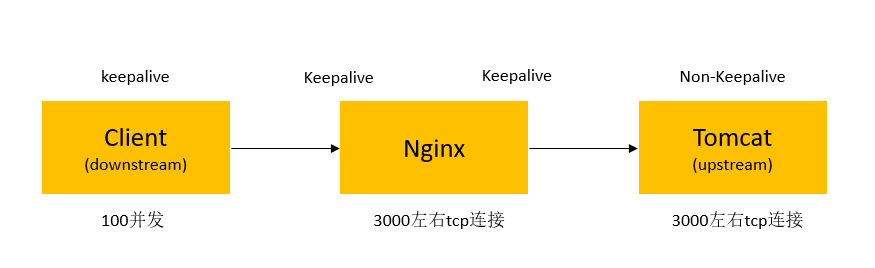 keepalive
Keepalive
Keepalive
Non-Keepalive
Client
(downstream)
Nginx
Tomcat
(upstream)
100并发
3000左右tcp连接
3000左右tcp连接